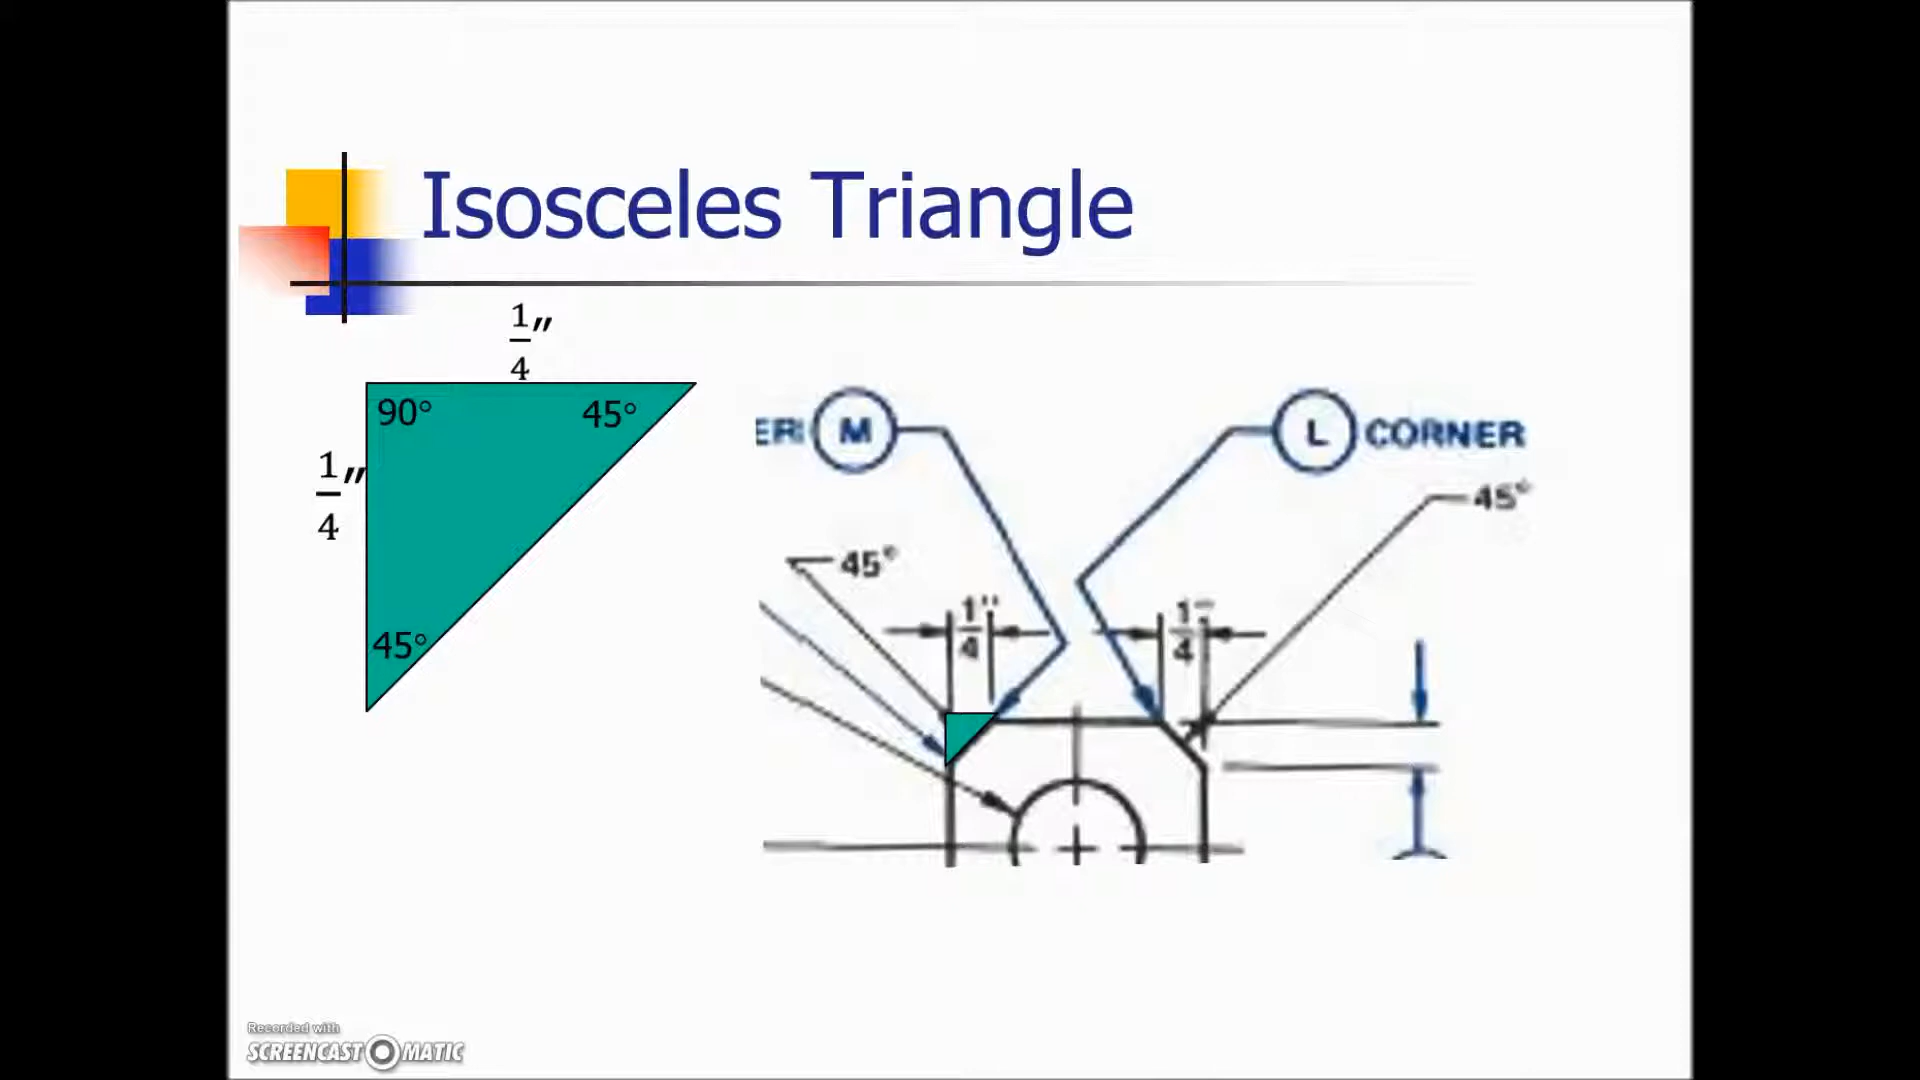 Isosceles Triangle
1/4"
90° 45°
1/4"
45°
ER M
L CORNER
45°
45°
1/4"
1/4"
Recorded with
SCREENCAST MATIC